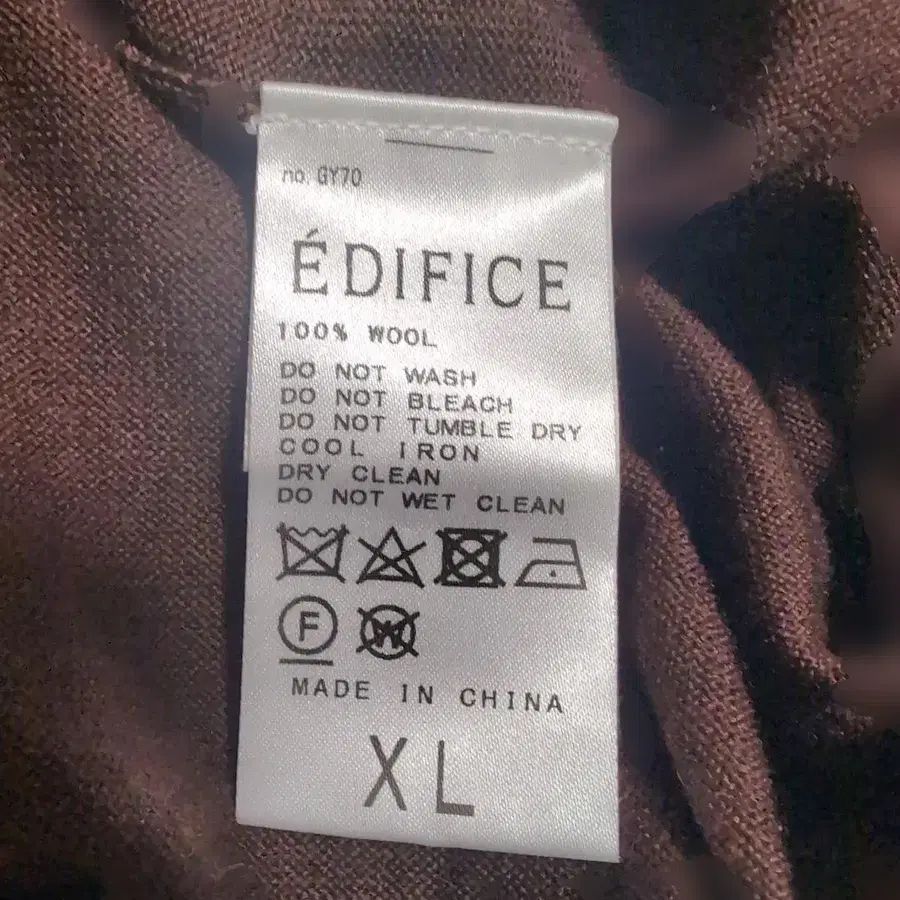 no. GY70
ÉDIFICE
100% WOOL
DO NOT WASH
DO NOT BLEACH
DO NOT TUMBLE DRY
COOL IRON
DRY CLEAN
DO NOT WET CLEAN
F W
MADE IN CHINA
XL